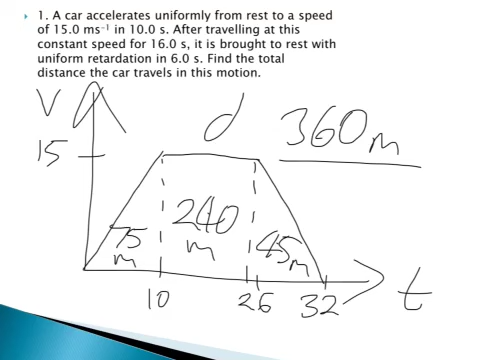 1. A car accelerates uniformly from rest to a speed
of 15.0 ms⁻¹ in 10.0 s. After travelling at this
constant speed for 16.0 s, it is brought to rest with
uniform retardation in 6.0 s. Find the total
distance the car travels in this motion.
V d 360m
15
75 m 240 m 45m
10 26 32 t